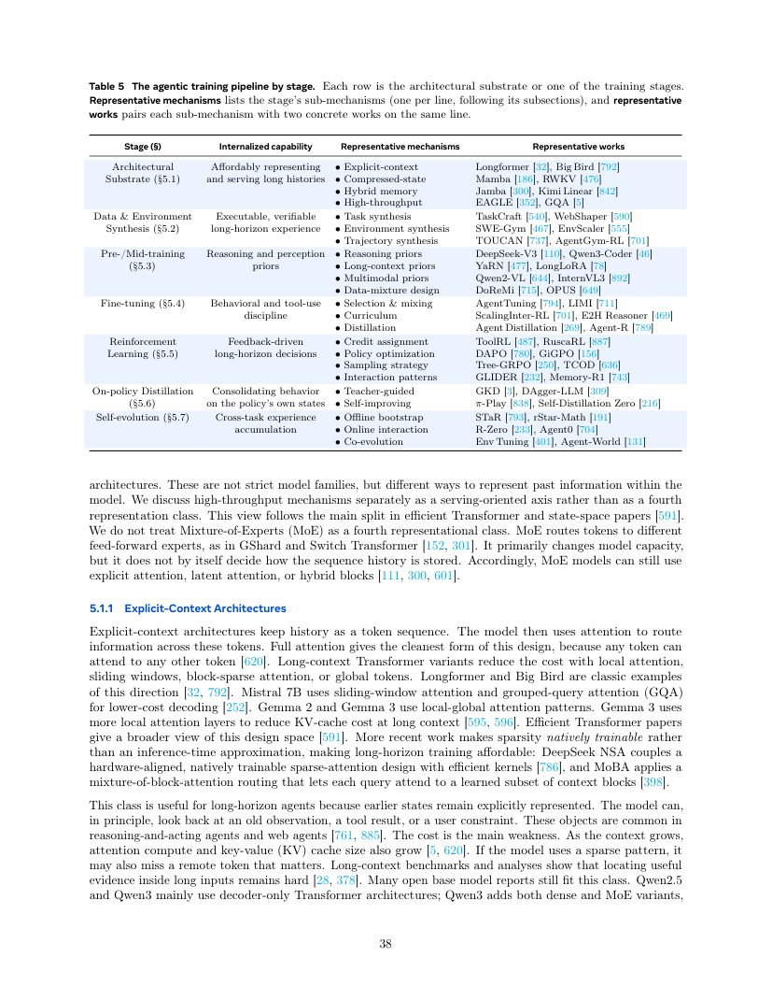 Table 5 The agentic training pipeline by stage. Each row is the architectural substrate or one of the training stages.
Representative mechanisms lists the stage's sub-mechanisms (one per line, following its subsections), and representative
works pairs each sub-mechanism with two concrete works on the same line.
Stage (§) Internalized capability Representative mechanisms Representative works
Architectural Affordably representing • Explicit-context Longformer [32], Big Bird [792]
Substrate (§5.1) and serving long histories • Compressed-state Mamba [186], RWKV [476]
• Hybrid memory Jamba [300], Kimi Linear [842]
• High-throughput EAGLE [352], GQA [5]
Data & Environment Executable, verifiable • Task synthesis TaskCraft [540], WebShaper [590]
Synthesis (§5.2) long-horizon experience • Environment synthesis SWE-Gym [467], EnvScaler [555]
• Trajectory synthesis TOUCAN [737], AgentGym-RL [701]
Pre-/Mid-training Reasoning and perception • Reasoning priors DeepSeek-V3 [110], Qwen3-Coder [46]
(§5.3) priors • Long-context priors YaRN [477], LongLoRA [78]
• Multimodal priors Qwen2-VL [644], InternVL3 [892]
• Data-mixture design DoReMi [715], OPUS [649]
Fine-tuning (§5.4) Behavioral and tool-use • Selection & mixing AgentTuning [794], LIMI [711]
discipline • Curriculum ScalingInter-RL [701], E2H Reasoner [469]
• Distillation Agent Distillation [269], Agent-R [789]
Reinforcement Feedback-driven • Credit assignment ToolRL [487], RuscaRL [887]
Learning (§5.5) long-horizon decisions • Policy optimization DAPO [780], GiGPO [156]
• Sampling strategy Tree-GRPO [250], TCOD [636]
• Interaction patterns GLIDER [232], Memory-R1 [743]
On-policy Distillation Consolidating behavior • Teacher-guided GKD [3], DAgger-LLM [309]
(§5.6) on the policy's own states • Self-improving π-Play [838], Self-Distillation Zero [216]
Self-evolution (§5.7) Cross-task experience • Offline bootstrap STaR [793], rStar-Math [191]
accumulation • Online interaction R-Zero [233], Agent0 [704]
• Co-evolution Env Tuning [401], Agent-World [131]
architectures. These are not strict model families, but different ways to represent past information within the
model. We discuss high-throughput mechanisms separately as a serving-oriented axis rather than as a fourth
representation class. This view follows the main split in efficient Transformer and state-space papers [591].
We do not treat Mixture-of-Experts (MoE) as a fourth representational class. MoE routes tokens to different
feed-forward experts, as in GShard and Switch Transformer [152, 301]. It primarily changes model capacity,
but it does not by itself decide how the sequence history is stored. Accordingly, MoE models can still use
explicit attention, latent attention, or hybrid blocks [111, 300, 601].
5.1.1 Explicit-Context Architectures
Explicit-context architectures keep history as a token sequence. The model then uses attention to route
information across these tokens. Full attention gives the cleanest form of this design, because any token can
attend to any other token [620]. Long-context Transformer variants reduce the cost with local attention,
sliding windows, block-sparse attention, or global tokens. Longformer and Big Bird are classic examples
of this direction [32, 792]. Mistral 7B uses sliding-window attention and grouped-query attention (GQA)
for lower-cost decoding [252]. Gemma 2 and Gemma 3 use local-global attention patterns. Gemma 3 uses
more local attention layers to reduce KV-cache cost at long context [595, 596]. Efficient Transformer papers
give a broader view of this design space [591]. More recent work makes sparsity natively trainable rather
than an inference-time approximation, making long-horizon training affordable: DeepSeek NSA couples a
hardware-aligned, natively trainable sparse-attention design with efficient kernels [786], and MoBA applies a
mixture-of-block-attention routing that lets each query attend to a learned subset of context blocks [398].
This class is useful for long-horizon agents because earlier states remain explicitly represented. The model can,
in principle, look back at an old observation, a tool result, or a user constraint. These objects are common in
reasoning-and-acting agents and web agents [761, 885]. The cost is the main weakness. As the context grows,
attention compute and key-value (KV) cache size also grow [5, 620]. If the model uses a sparse pattern, it
may also miss a remote token that matters. Long-context benchmarks and analyses show that locating useful
evidence inside long inputs remains hard [28, 378]. Many open base model reports still fit this class. Qwen2.5
and Qwen3 mainly use decoder-only Transformer architectures; Qwen3 adds both dense and MoE variants,
38